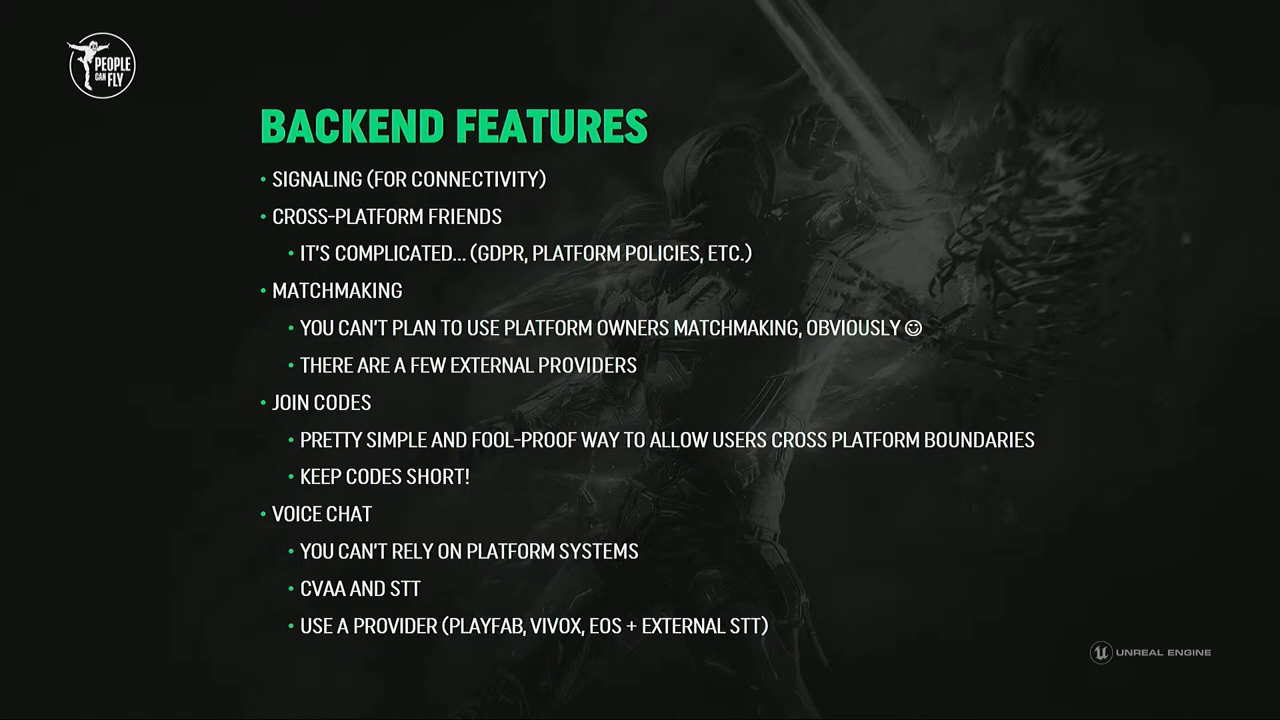 PEOPLE
CAN
FLY
BACKEND FEATURES
• SIGNALING (FOR CONNECTIVITY)
• CROSS-PLATFORM FRIENDS
• IT'S COMPLICATED... (GDPR, PLATFORM POLICIES, ETC.)
• MATCHMAKING
• YOU CAN'T PLAN TO USE PLATFORM OWNERS MATCHMAKING, OBVIOUSLY ☺
• THERE ARE A FEW EXTERNAL PROVIDERS
• JOIN CODES
• PRETTY SIMPLE AND FOOL-PROOF WAY TO ALLOW USERS CROSS PLATFORM BOUNDARIES
• KEEP CODES SHORT!
• VOICE CHAT
• YOU CAN'T RELY ON PLATFORM SYSTEMS
• CVAA AND STT
• USE A PROVIDER (PLAYFAB, VIVOX, EOS + EXTERNAL STT)
UNREAL ENGINE